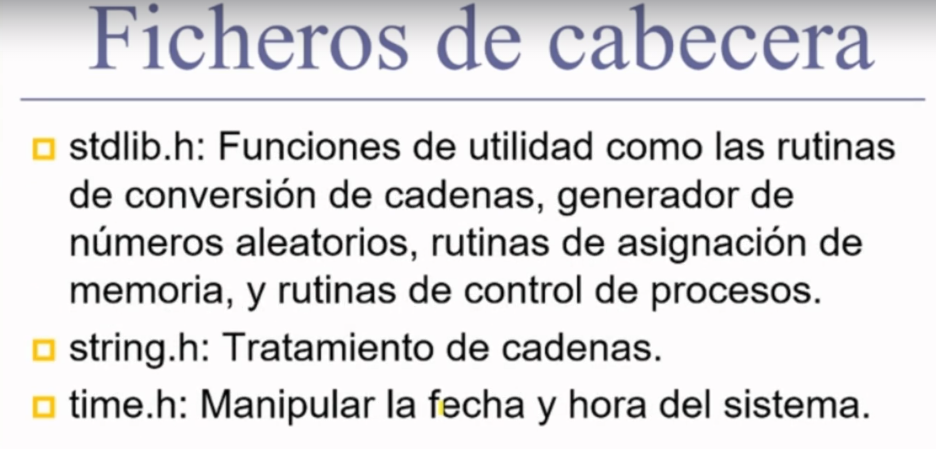 Ficheros de cabecera
stdlib.h: Funciones de utilidad como las rutinas
de conversión de cadenas, generador de
números aleatorios, rutinas de asignación de
memoria, y rutinas de control de procesos.
string.h: Tratamiento de cadenas.
time.h: Manipular la fecha y hora del sistema.